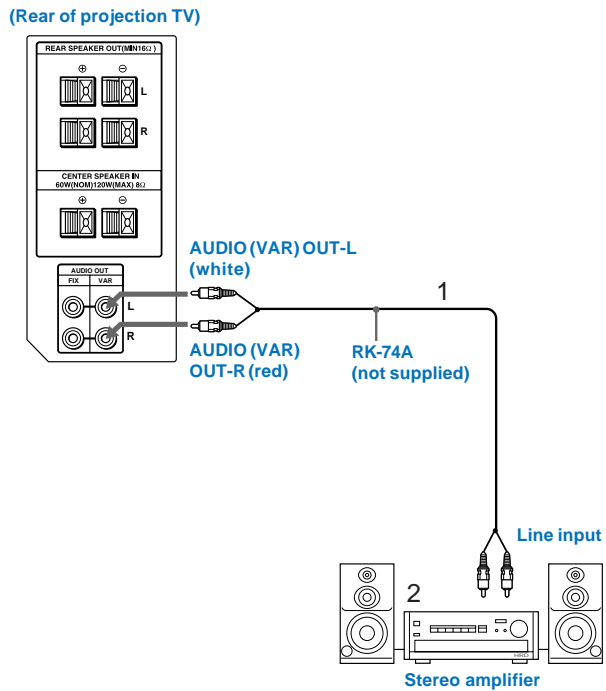 (Rear of projection TV)
REAR SPEAKER OUT(MIN16Ω)
⊕ ⊖
L
R
CENTER SPEAKER IN
60W(NOM)120W(MAX) 8Ω
⊕ ⊖
AUDIO OUT
FIX VAR
L
R
AUDIO (VAR) OUT-L
(white)
AUDIO (VAR)
OUT-R (red)
1
RK-74A
(not supplied)
Line input
2
HRD
Stereo amplifier